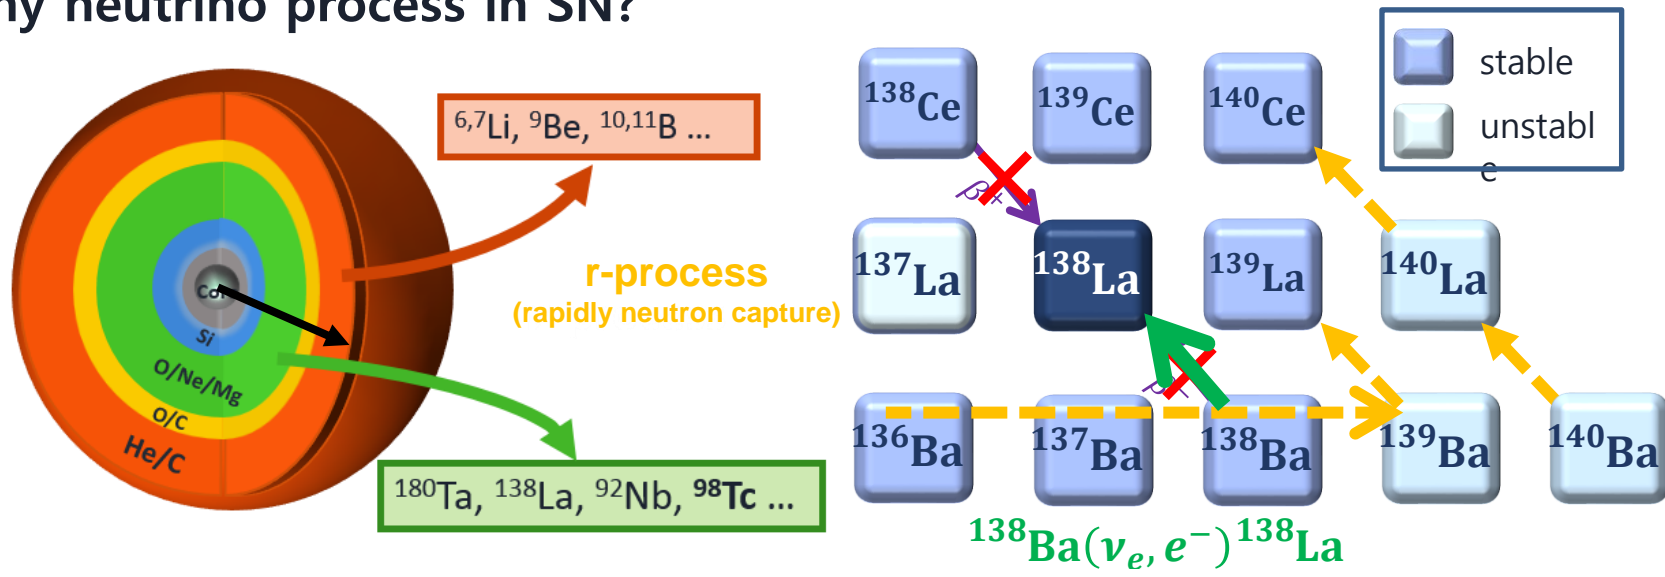 ny neutrino process in SN?
⁶,⁷Li, ⁹Be, ¹⁰,¹¹B ...
Si
O/Ne/Mg
O/C
He/C
r-process
(rapidly neutron capture)
¹⁸⁰Ta, ¹³⁸La, ⁹²Nb, ⁹⁸Tc ...
stable
unstabl
e
¹³⁸Ce
¹³⁹Ce
¹⁴⁰Ce
β+
¹³⁷La
¹³⁸La
¹³⁹La
¹⁴⁰La
¹³⁶Ba
¹³⁷Ba
¹³⁸Ba
¹³⁹Ba
¹⁴⁰Ba
¹³⁸Ba(νₑ, e⁻)¹³⁸La